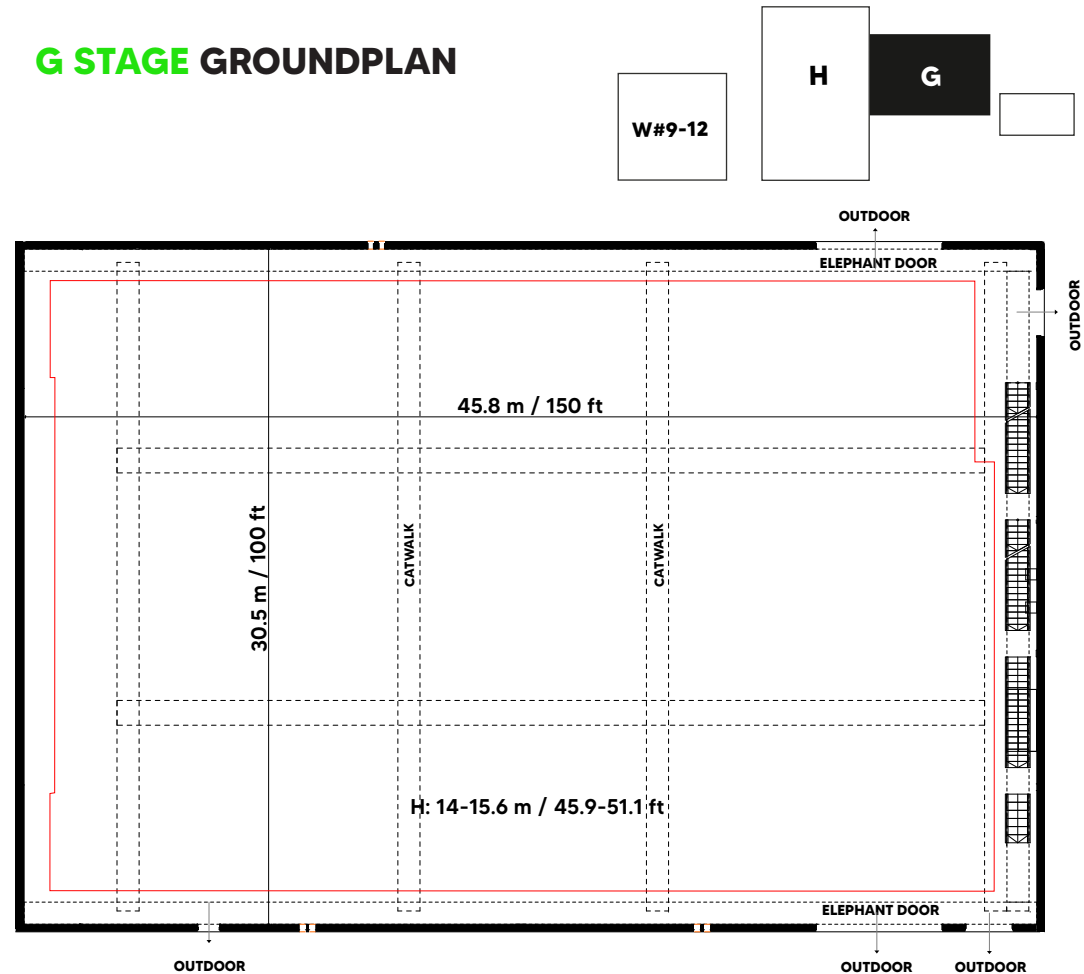 G STAGE GROUNDPLAN
H
G
W#9-12
OUTDOOR
ELEPHANT DOOR
OUTDOOR
45.8 m / 150 ft
30.5 m / 100 ft
CATWALK
CATWALK
H: 14-15.6 m / 45.9-51.1 ft
ELEPHANT DOOR
OUTDOOR
OUTDOOR
OUTDOOR